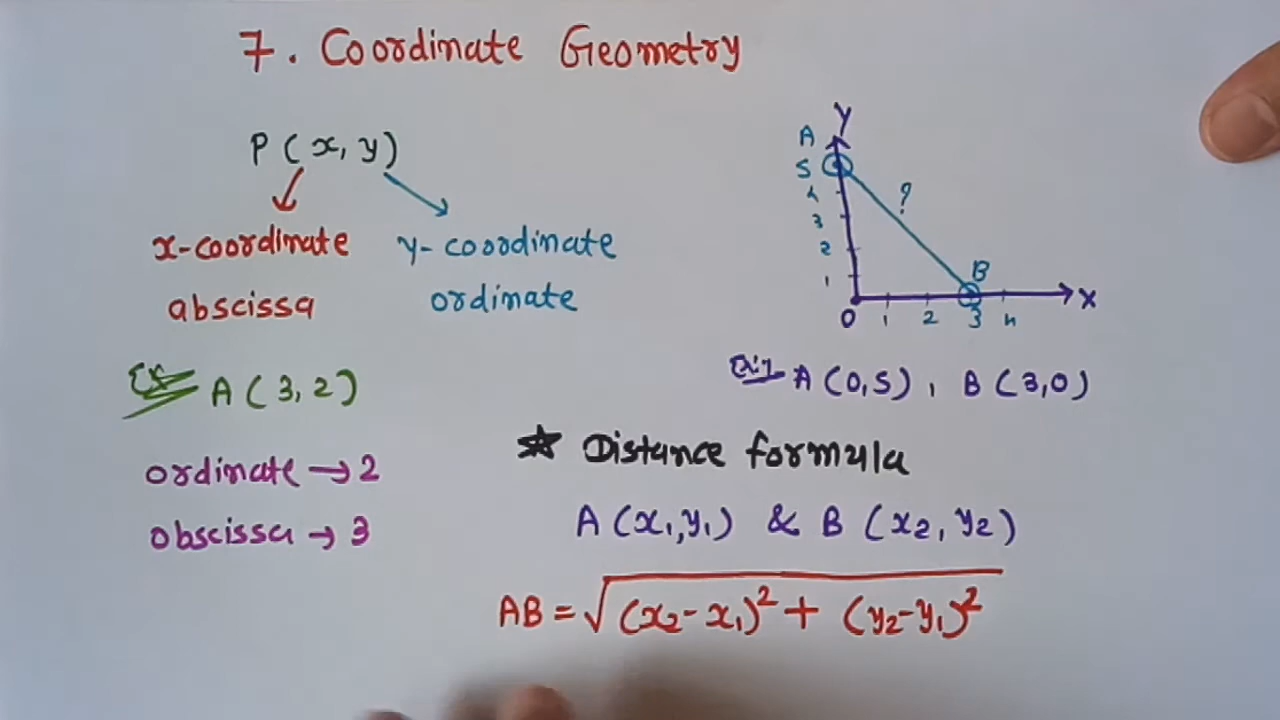 7. Coordinate Geometry
P (x, y)
x-coordinate y-coordinate
abscissa ordinate
Ex A (3, 2)
ordinate → 2
obscissa → 3
Y
A
5
4
3
2
1
?
B
X
0 1 2 3 4
A (0,5), B (3,0)
★ Distance formula
A (x₁,y₁) & B (x₂, y₂)
AB = √(x₂-x₁)² + (y₂-y₁)²